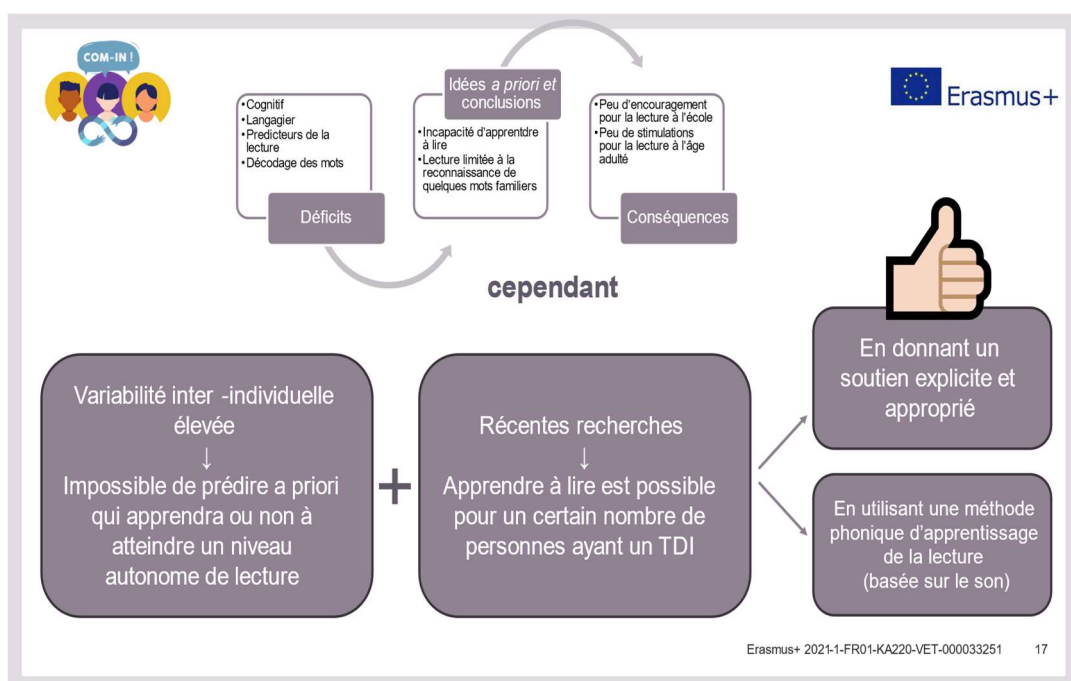 COM-IN !
Erasmus+
•Cognitif
•Langagier
•Predicteurs de la
lecture
•Décodage des mots
Déficits
Idées a priori et
conclusions
•Incapacité d'apprendre
à lire
•Lecture limitée à la
reconnaissance de
quelques mots familiers
•Peu d'encouragement
pour la lecture à l'école
•Peu de stimulations
pour la lecture à l'âge
adulté
Conséquences
cependant
Variabilité inter -individuelle
élevée
↓
Impossible de prédire a priori
qui apprendra ou non à
atteindre un niveau
autonome de lecture
+
Récentes recherches
↓
Apprendre à lire est possible
pour un certain nombre de
personnes ayant un TDI
En donnant un
soutien explicite et
approprié
En utilisant une méthode
phonique d'apprentissage
de la lecture
(basée sur le son)
Erasmus+ 2021-1-FR01-KA220-VET-000033251 17